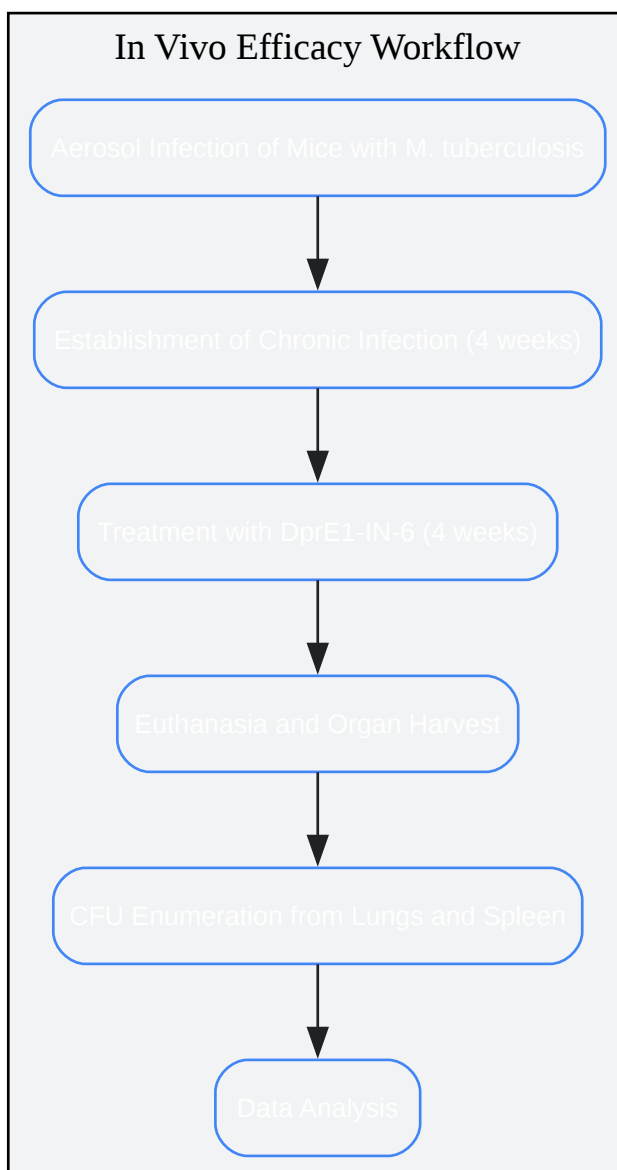 In Vivo Efficacy Workflow
Aerosol Infection of Mice with M. tuberculosis
Establishment of Chronic Infection (4 weeks)
Treatment with DprE1-IN-6 (4 weeks)
Euthanasia and Organ Harvest
CFU Enumeration from Lungs and Spleen
Data Analysis